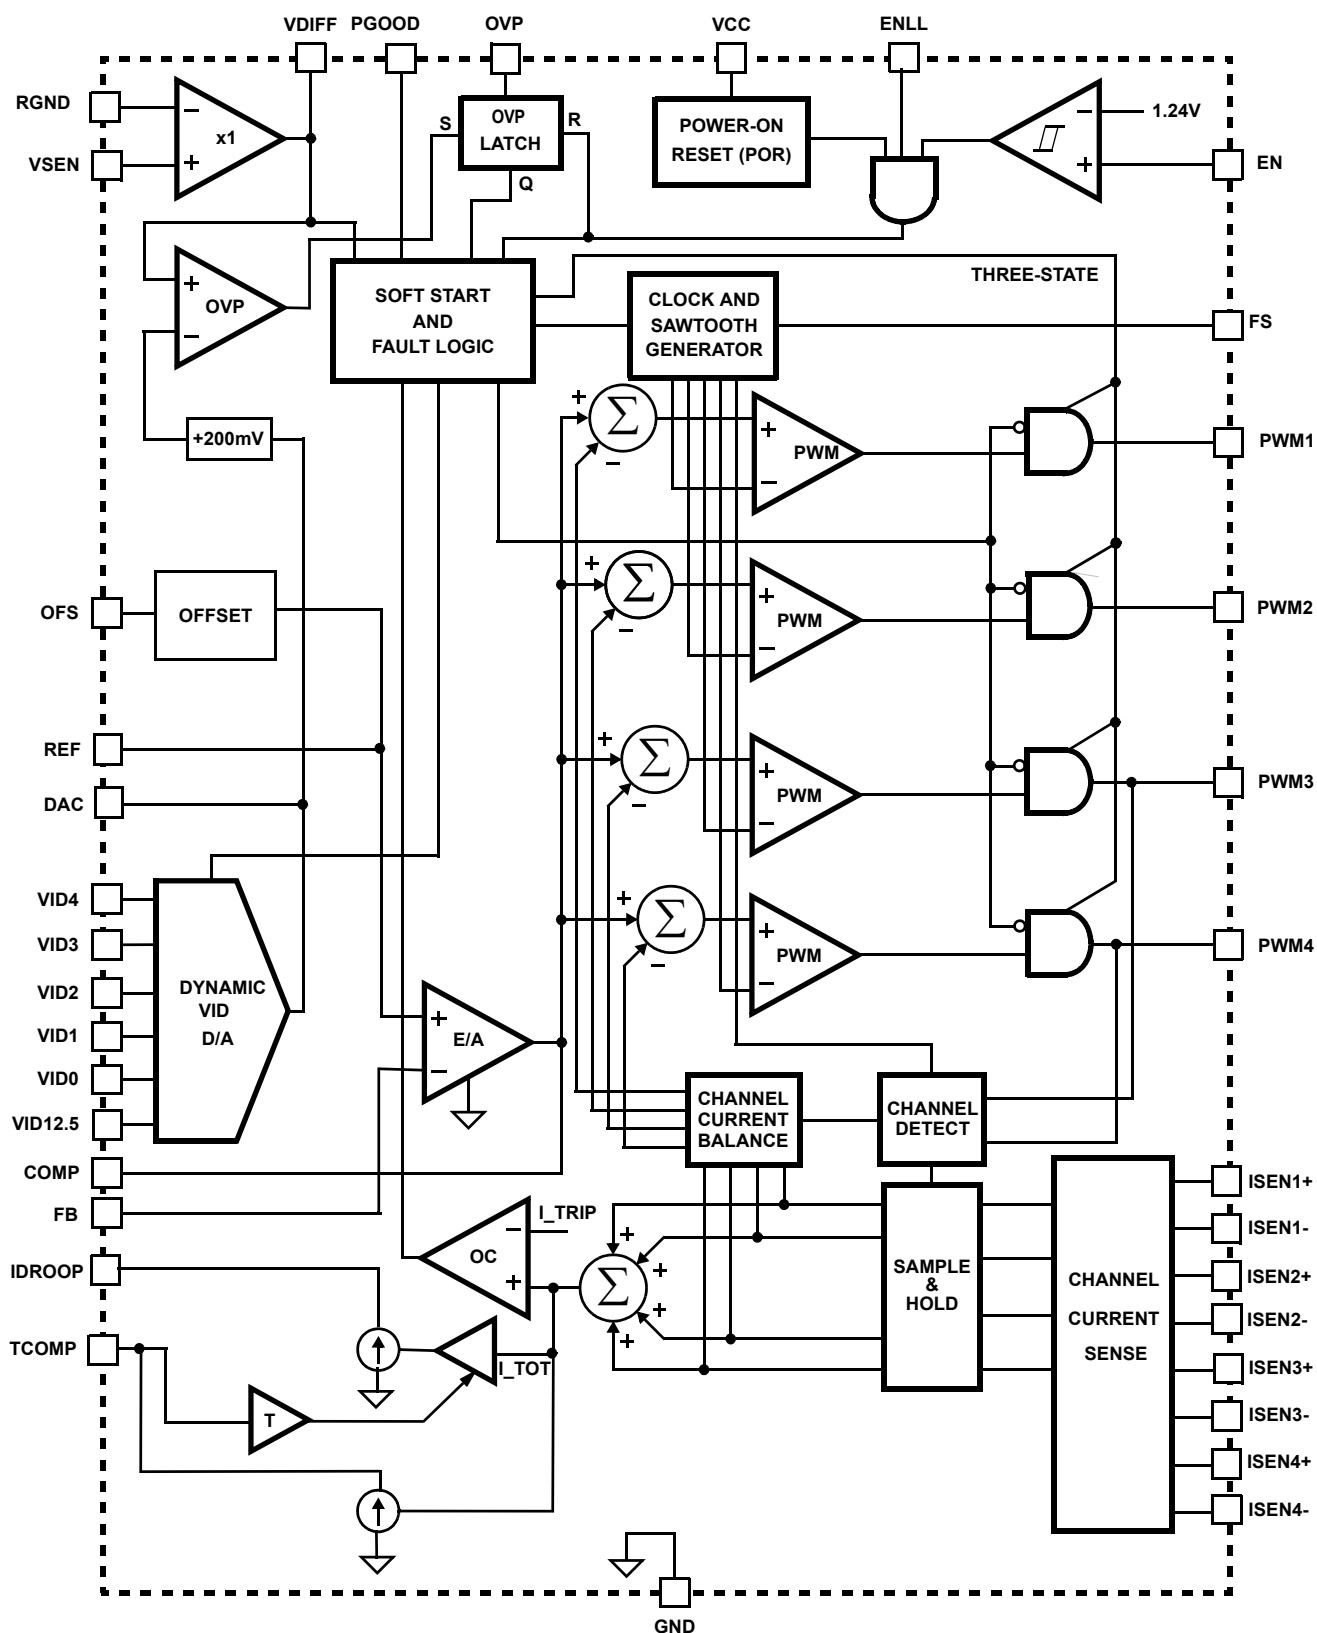 VDIFF
PGOOD
OVP
VCC
ENLL
RGND
VSEN
−
x1
+
S
OVP
LATCH
R
Q
POWER-ON
RESET (POR)
−
+
1.24V
EN
+
OVP
−
SOFT START
AND
FAULT LOGIC
CLOCK AND
SAWTOOTH
GENERATOR
THREE-STATE
FS
+200mV
+
Σ
−
+
PWM
−
PWM1
+
Σ
−
+
PWM
−
PWM2
OFS
OFFSET
REF
DAC
+
Σ
−
+
PWM
−
PWM3
+
Σ
−
+
PWM
−
PWM4
VID4
VID3
VID2
VID1
VID0
VID12.5
DYNAMIC
VID
D/A
+
E/A
−
CHANNEL
CURRENT
BALANCE
CHANNEL
DETECT
COMP
FB
IDROOP
TCOMP
I_TRIP
−
OC
+
Σ
+
+
+
+
I_TOT
T
SAMPLE
&
HOLD
CHANNEL
CURRENT
SENSE
ISEN1+
ISEN1-
ISEN2+
ISEN2-
ISEN3+
ISEN3-
ISEN4+
ISEN4-
GND